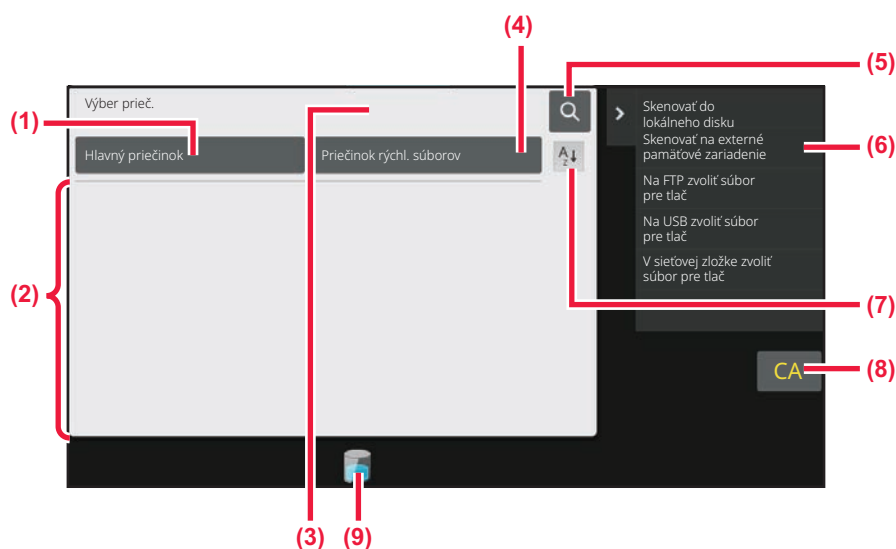 (4)
(5)
Výber prieč.
(1)
Skenovať do
lokálneho disku
Skenovať na externé
pamäťové zariadenie
(6)
Hlavný priečinok
Priečinok rýchl. súborov
A
z
Na FTP zvoliť súbor
pre tlač
Na USB zvoliť súbor
pre tlač
V sieťovej zložke zvoliť
súbor pre tlač
(2)
(7)
CA
(8)
(3)
(9)